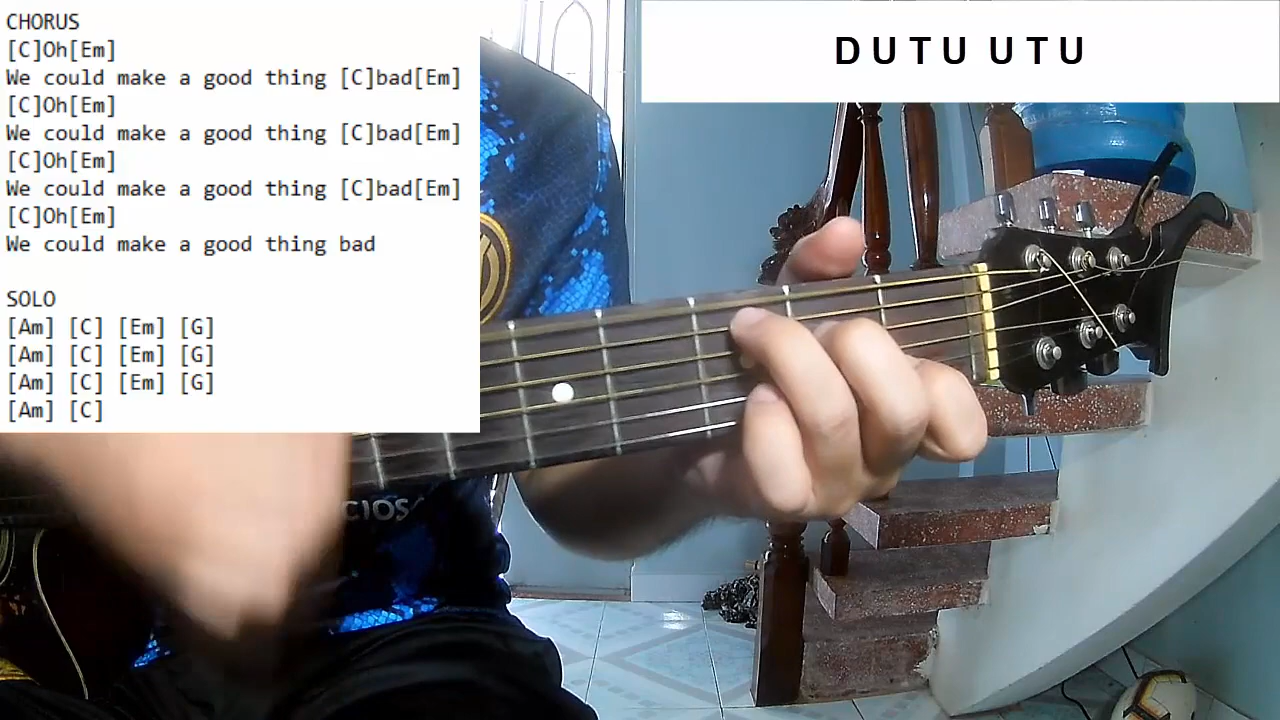 CHORUS
[C]Oh[Em]
We could make a good thing [C]bad[Em]
[C]Oh[Em]
We could make a good thing [C]bad[Em]
[C]Oh[Em]
We could make a good thing [C]bad[Em]
[C]Oh[Em]
We could make a good thing bad

SOLO
[Am] [C] [Em] [G]
[Am] [C] [Em] [G]
[Am] [C] [Em] [G]
[Am] [C]
D U T U U T U